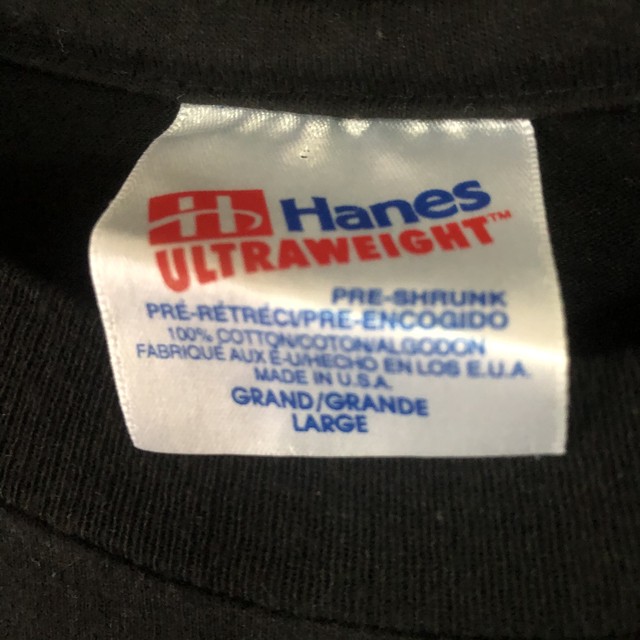 Hanes
ULTRAWEIGHT™
PRE-SHRUNK
PRÉ-RÉTRÉCI/PRE-ENCOGIDO
100% COTTON/COTON/ALGODON
FABRIQUÉ AUX É-U/HECHO EN LOS E.U.A.
MADE IN U.S.A.
GRAND/GRANDE
LARGE